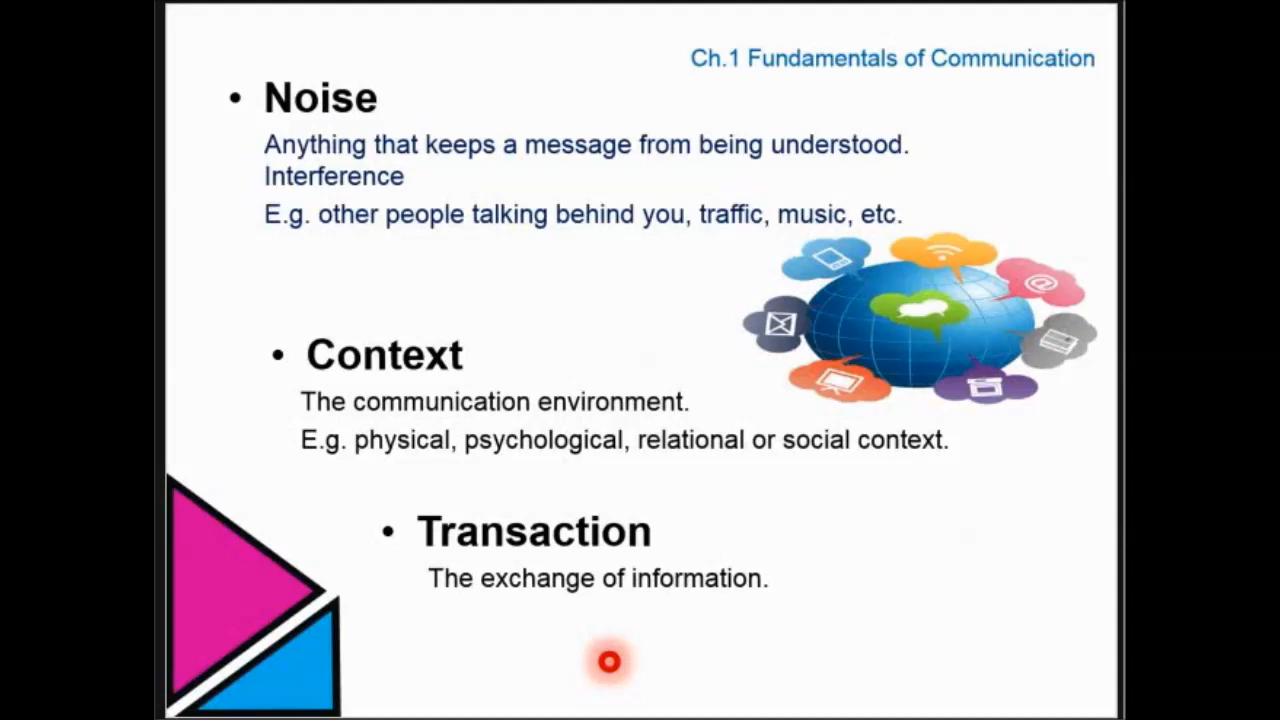 Ch.1 Fundamentals of Communication
• Noise
Anything that keeps a message from being understood.
Interference
E.g. other people talking behind you, traffic, music, etc.
@
• Context
The communication environment.
E.g. physical, psychological, relational or social context.
• Transaction
The exchange of information.